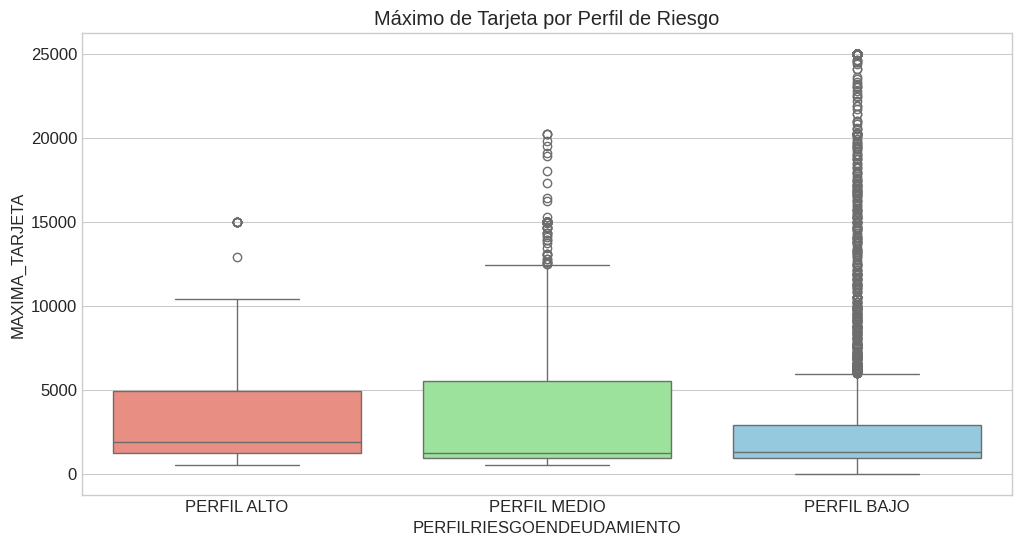 Máximo de Tarjeta por Perfil de Riesgo
MAXIMA_TARJETA
25000
20000
15000
10000
5000
0
PERFIL ALTO
PERFIL MEDIO
PERFIL BAJO
PERFILRIESGOENDEUDAMIENTO